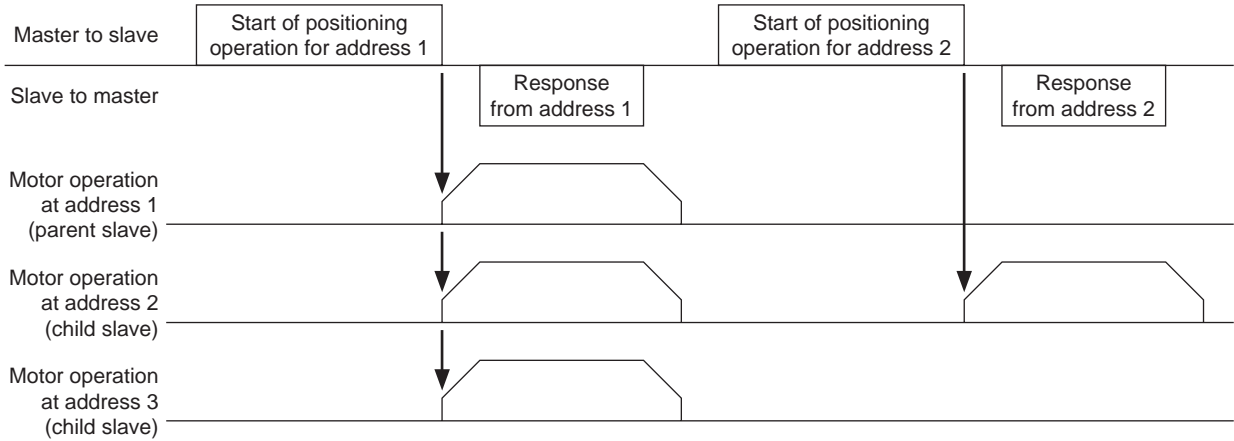 Master to slave
Start of positioning
operation for address 1
Start of positioning
operation for address 2
Slave to master
Response
from address 1
Response
from address 2
Motor operation
at address 1
(parent slave)
Motor operation
at address 2
(child slave)
Motor operation
at address 3
(child slave)